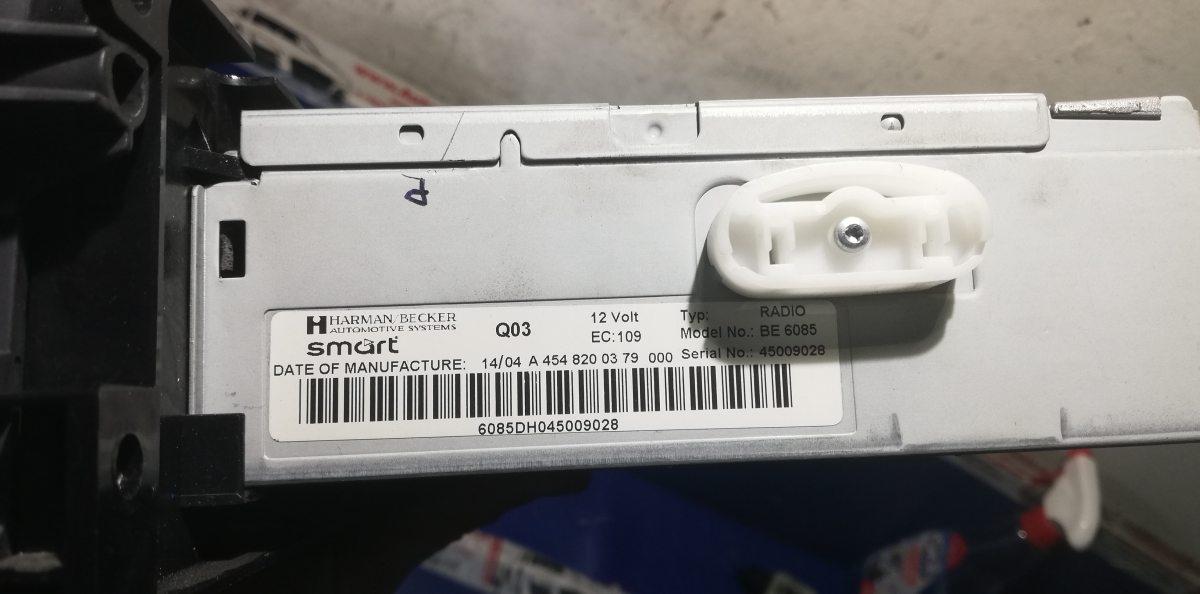 HARMAN/BECKER
AUTOMOTIVE SYSTEMS
smart
Q03
12 Volt
EC:109
Typ: RADIO
Model No.: BE 6085
Serial No.: 45009028
DATE OF MANUFACTURE: 14/04 A 454 820 03 79 000
6085DH045009028